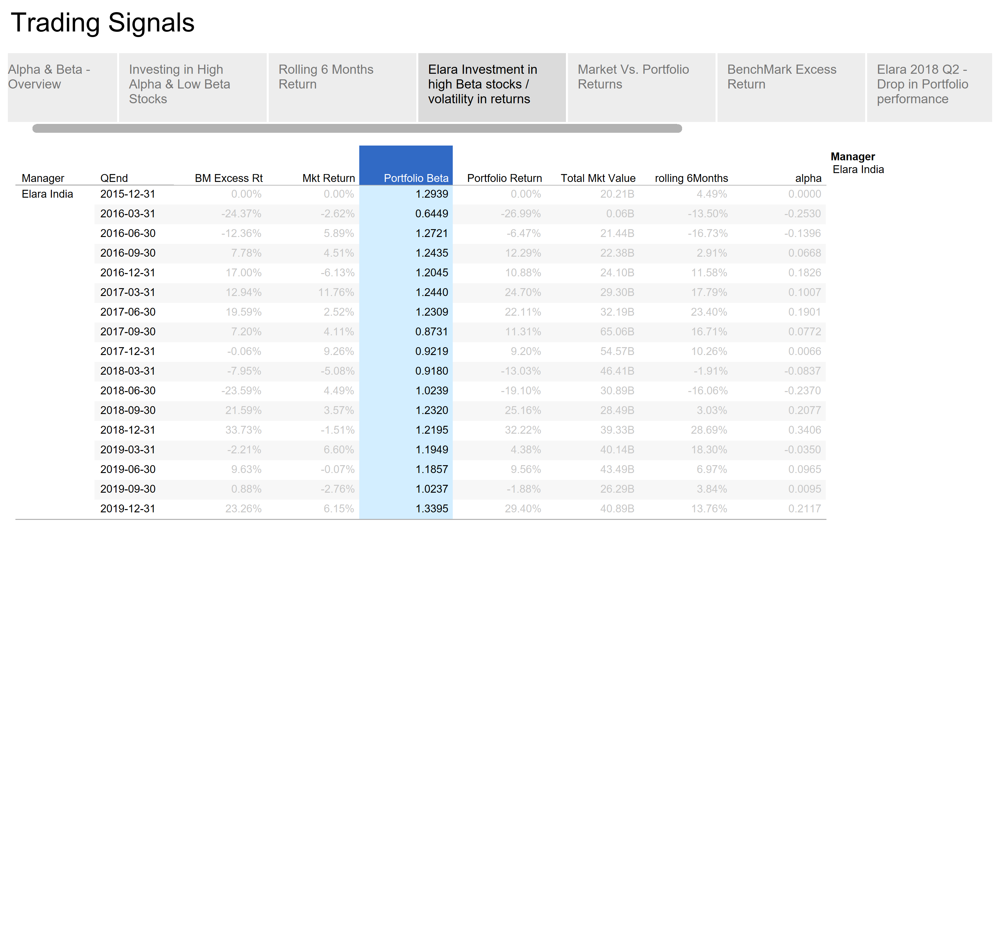 Trading Signals
Alpha & Beta -
Overview
Investing in High
Alpha & Low Beta
Stocks
Rolling 6 Months
Return
Elara Investment in
high Beta stocks /
volatility in returns
Market Vs. Portfolio
Returns
BenchMark Excess
Return
Elara 2018 Q2 -
Drop in Portfolio
performance
Manager QEnd BM Excess Rt Mkt Return Portfolio Beta Portfolio Return Total Mkt Value rolling 6Months alpha
Elara India 2015-12-31 0.00% 0.00% 1.2939 0.00% 20.21B 4.49% 0.0000
2016-03-31 -24.37% -2.62% 0.6449 -26.99% 0.06B -13.50% -0.2530
2016-06-30 -12.36% 5.89% 1.2721 -6.47% 21.44B -16.73% -0.1396
2016-09-30 7.78% 4.51% 1.2435 12.29% 22.38B 2.91% 0.0668
2016-12-31 17.00% -6.13% 1.2045 10.88% 24.10B 11.58% 0.1826
2017-03-31 12.94% 11.76% 1.2440 24.70% 29.30B 17.79% 0.1007
2017-06-30 19.59% 2.52% 1.2309 22.11% 32.19B 23.40% 0.1901
2017-09-30 7.20% 4.11% 0.8731 11.31% 65.06B 16.71% 0.0772
2017-12-31 -0.06% 9.26% 0.9219 9.20% 54.57B 10.26% 0.0066
2018-03-31 -7.95% -5.08% 0.9180 -13.03% 46.41B -1.91% -0.0837
2018-06-30 -23.59% 4.49% 1.0239 -19.10% 30.89B -16.06% -0.2370
2018-09-30 21.59% 3.57% 1.2320 25.16% 28.49B 3.03% 0.2077
2018-12-31 33.73% -1.51% 1.2195 32.22% 39.33B 28.69% 0.3406
2019-03-31 -2.21% 6.60% 1.1949 4.38% 40.14B 18.30% -0.0350
2019-06-30 9.63% -0.07% 1.1857 9.56% 43.49B 6.97% 0.0965
2019-09-30 0.88% -2.76% 1.0237 -1.88% 26.29B 3.84% 0.0095
2019-12-31 23.26% 6.15% 1.3395 29.40% 40.89B 13.76% 0.2117
Manager
Elara India